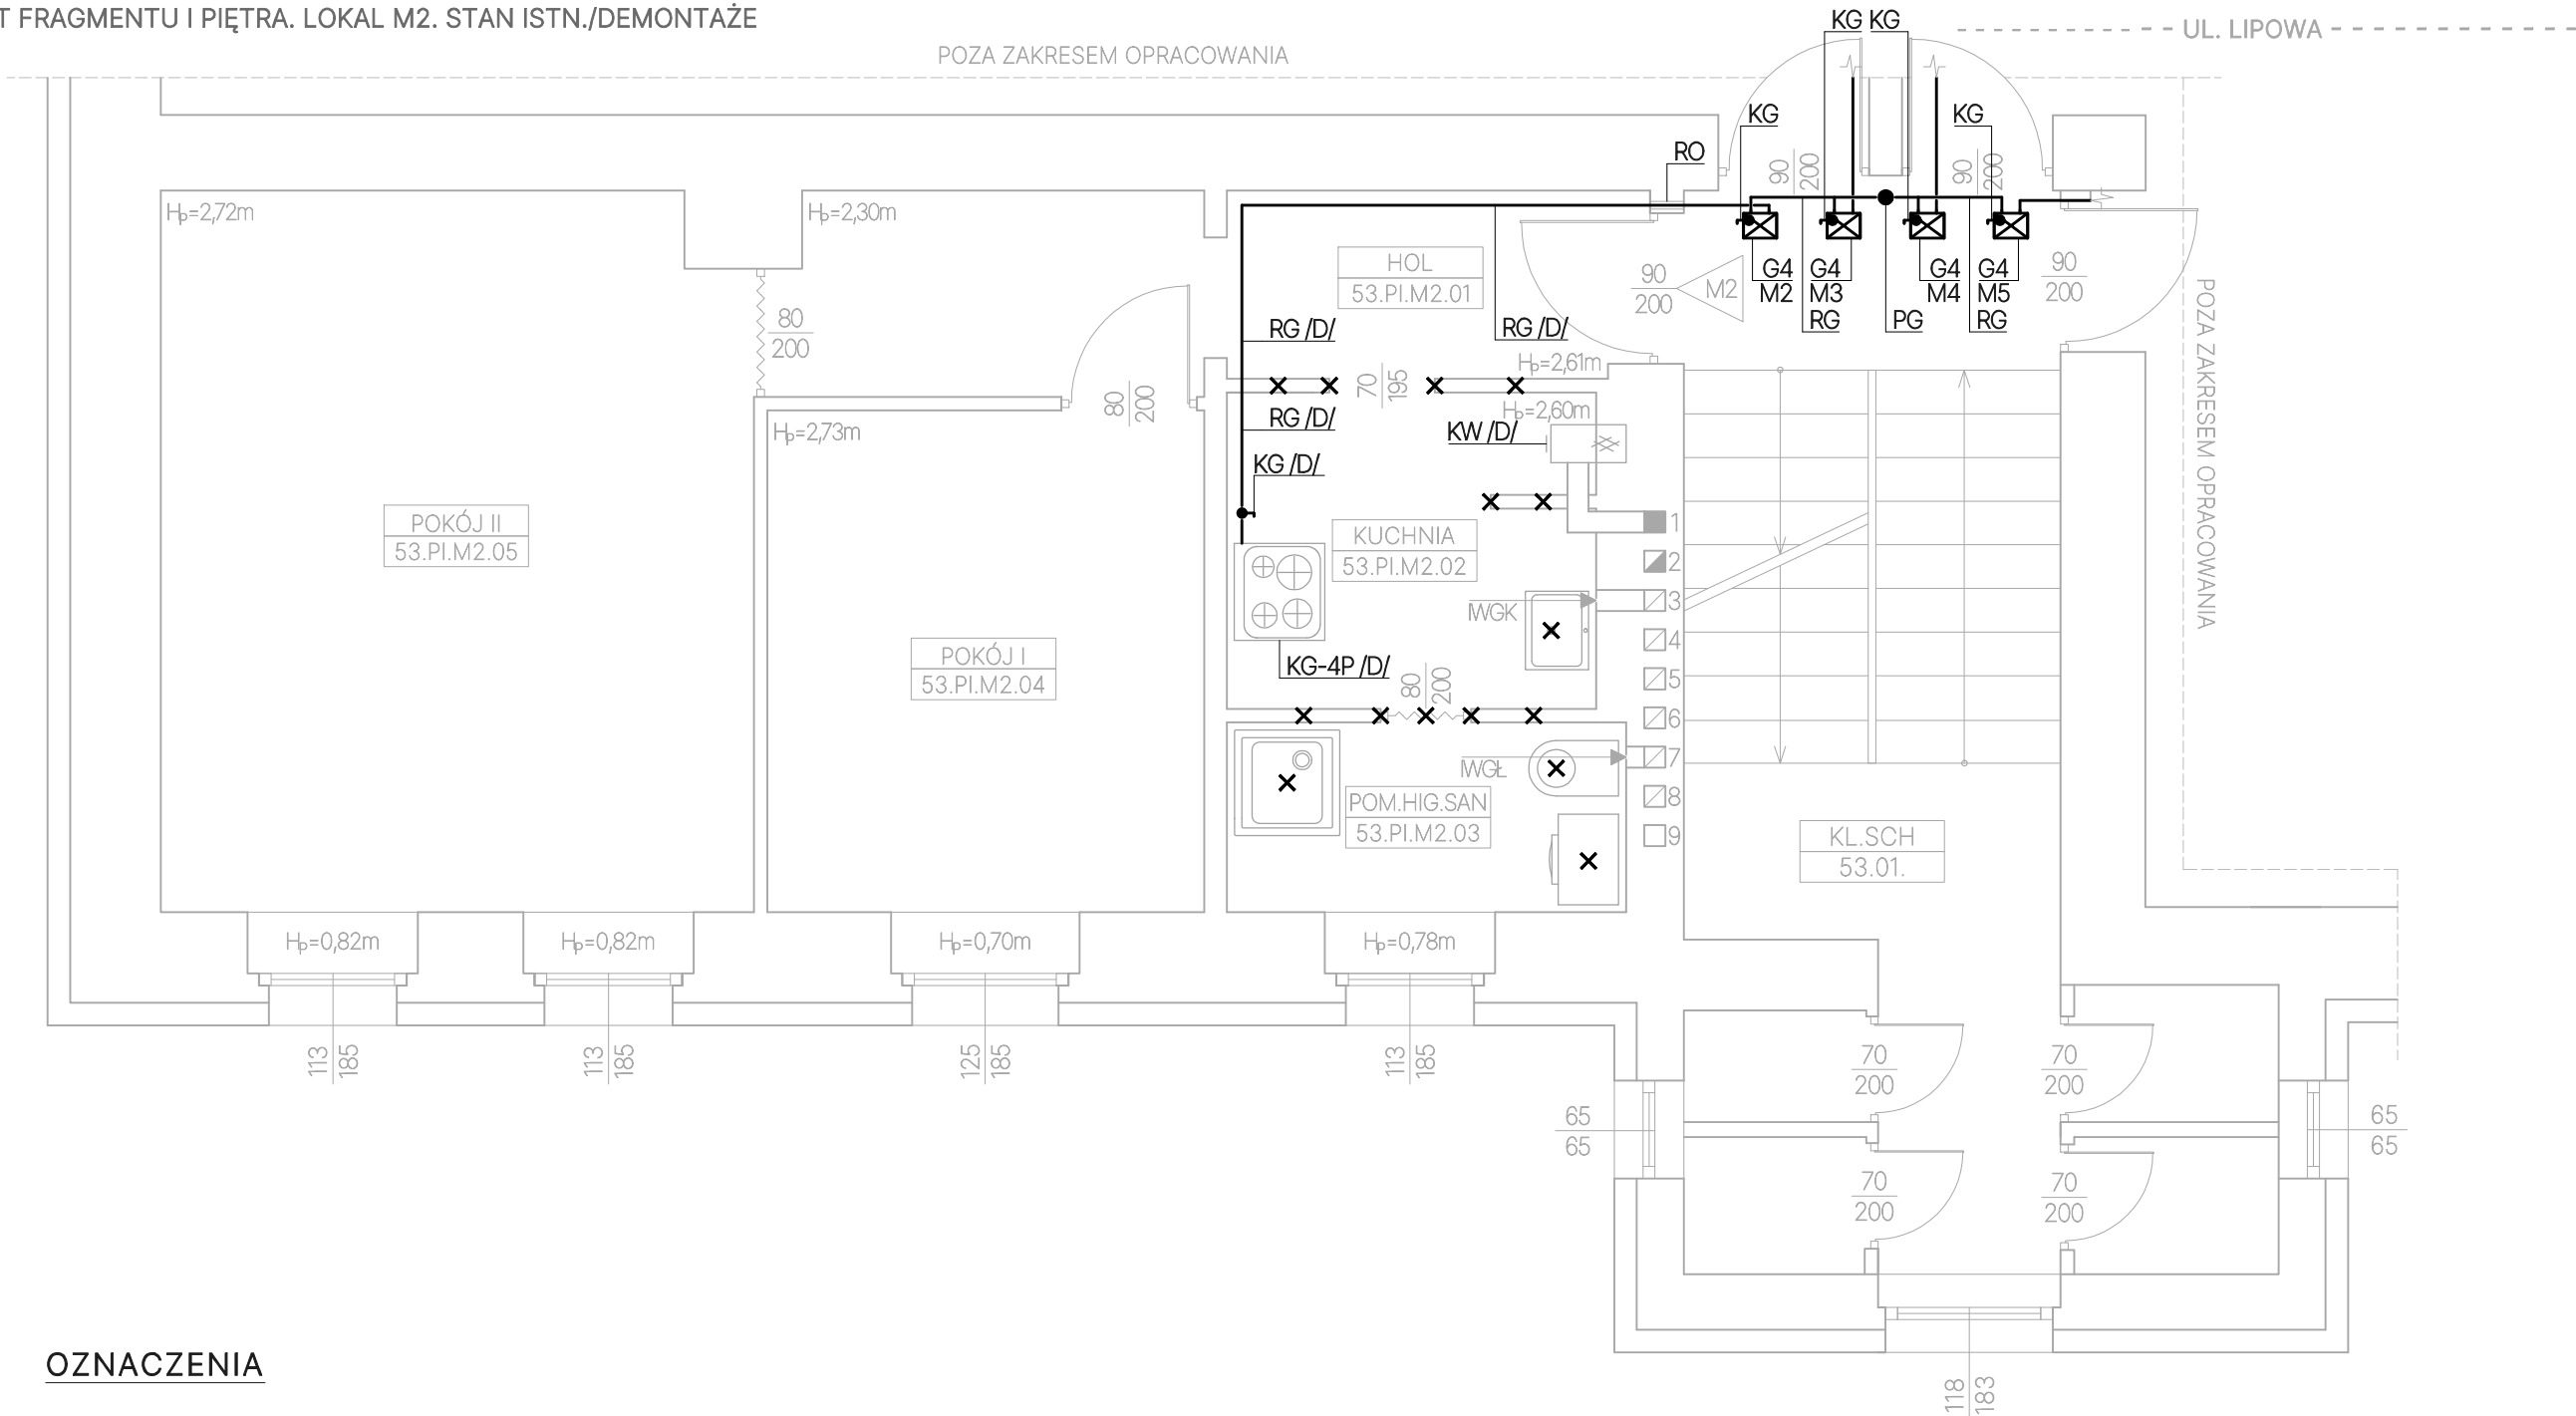 T FRAGMENTU I PIĘTRA. LOKAL M2. STAN ISTN./DEMONTAŻE
POZA ZAKRESEM OPRACOWANIA
KG KG
UL. LIPOWA
KG
KG
RO
90
200
90
200
Hp=2,72m
Hp=2,30m
HOL
53.PI.M2.01
90
200
M2
G4
M2
G4
M3
G4
M4
G4
M5
90
200
RG
PG
RG
POZA ZAKRESEM OPRACOWANIA
80
200
RG /D/
RG /D/
Hp=2,61m
70
195
80
200
Hp=2,60m
RG /D/
KW /D/
Hp=2,73m
KG /D/
POKÓJ II
53.PI.M2.05
KUCHNIA
53.PI.M2.02
1
2
3
4
5
6
7
8
9
IWGK
POKÓJ I
53.PI.M2.04
KG-4P /D/
80
200
IWGŁ
POM.HIG.SAN
53.PI.M2.03
KL.SCH
53.01.
Hp=0,82m
Hp=0,82m
Hp=0,70m
Hp=0,78m
113
185
113
185
125
185
113
185
70
200
70
200
65
65
65
65
70
200
70
200
OZNACZENIA
118
183